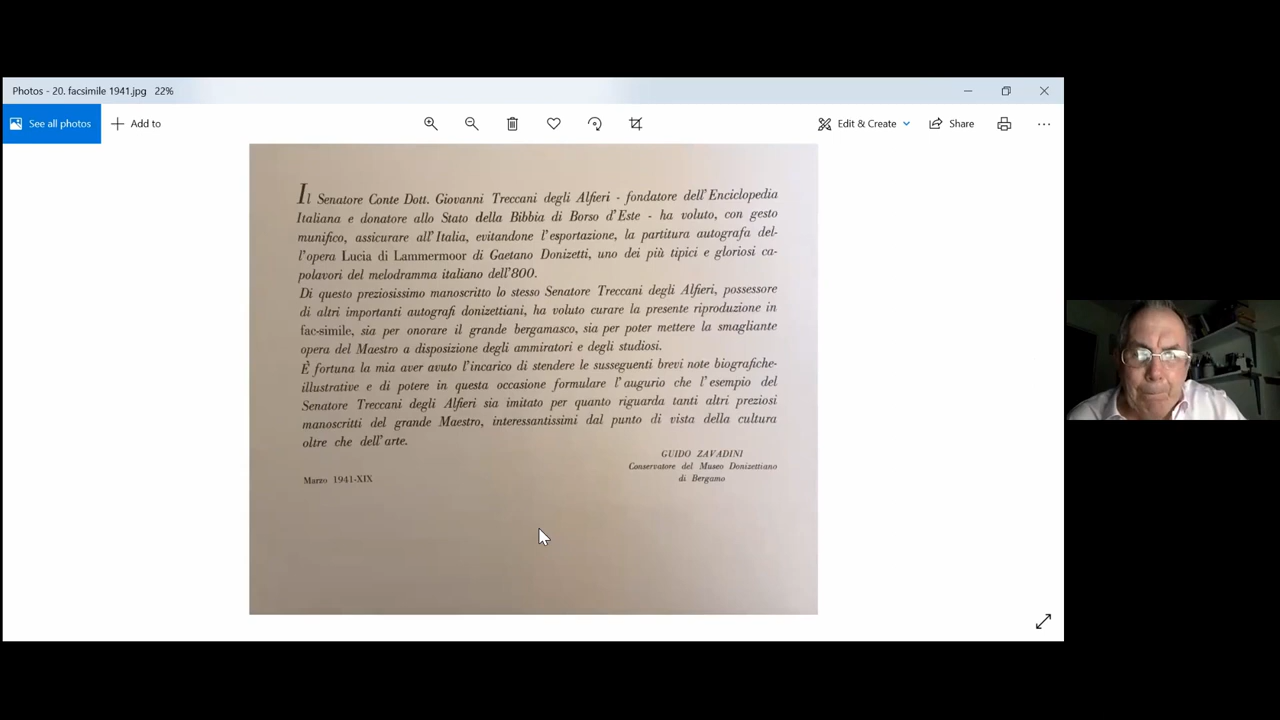 Photos - 20. facsimile 1941.jpg   22%
See all photos
Add to
Edit & Create
Share
Il Senatore Conte Dott. Giovanni Treccani degli Alfieri - fondatore dell'Enciclopedia
Italiana e donatore allo Stato della Bibbia di Borso d'Este - ha voluto, con gesto
munifico, assicurare all'Italia, evitandone l'esportazione, la partitura autografa del-
l'opera Lucia di Lammermoor di Gaetano Donizetti, uno dei più tipici e gloriosi ca-
polavori del melodramma italiano dell'800.
Di questo preziosissimo manoscritto lo stesso Senatore Treccani degli Alfieri, possessore
di altri importanti autografi donizettiani, ha voluto curare la presente riproduzione in
fac-simile, sia per onorare il grande bergamasco, sia per poter mettere la smagliante
opera del Maestro a disposizione degli ammiratori e degli studiosi.
È fortuna la mia aver avuto l'incarico di stendere le susseguenti brevi note biografiche-
illustrative e di potere in questa occasione formulare l'augurio che l'esempio del
Senatore Treccani degli Alfieri sia imitato per quanto riguarda tanti altri preziosi
manoscritti del grande Maestro, interessantissimi dal punto di vista della cultura
oltre che dell'arte.
GUIDO ZAVADINI
Conservatore del Museo Donizettiano
di Bergamo
Marzo 1941-XIX